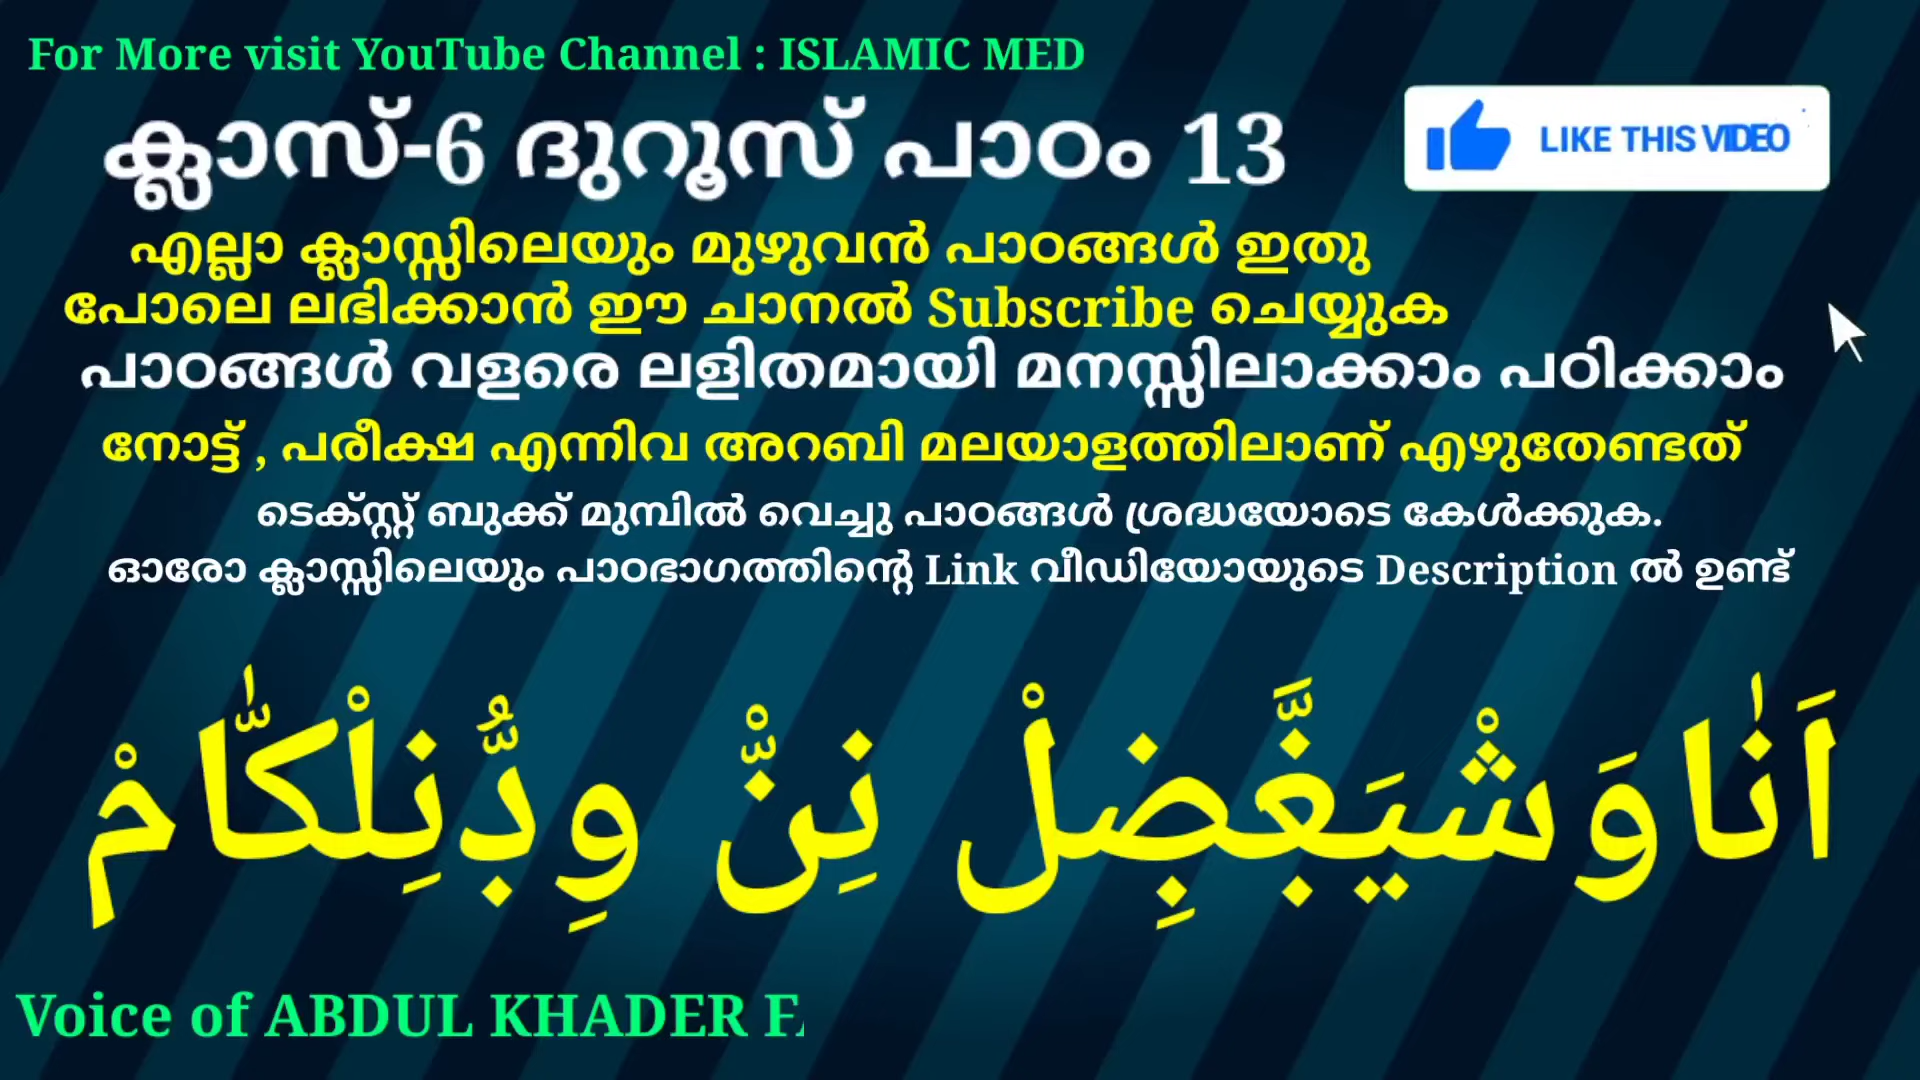 For More visit YouTube Channel : ISLAMIC MED
ക്ലാസ്-6 ദുറൂസ് പാഠം 13
LIKE THIS VIDEO
എല്ലാ ക്ലാസ്സിലെയും മുഴുവൻ പാഠങ്ങൾ ഇതു
പോലെ ലഭിക്കാൻ ഈ ചാനൽ Subscribe ചെയ്യുക
പാഠങ്ങൾ വളരെ ലളിതമായി മനസ്സിലാക്കാം പഠിക്കാം
നോട്ട് , പരീക്ഷ എന്നിവ അറബി മലയാളത്തിലാണ് എഴുതേണ്ടത്
ടെക്സ്റ്റ് ബുക്ക് മുമ്പിൽ വെച്ചു പാഠങ്ങൾ ശ്രദ്ധയോടെ കേൾക്കുക.
ഓരോ ക്ലാസ്സിലെയും പാഠഭാഗത്തിന്റെ Link വീഡിയോയുടെ Description ൽ ഉണ്ട്
اَنٰاوَشْيَغَّضِلْ نِنّْ وِڊُّنِلْكّٰامْ
Voice of ABDUL KHADER F